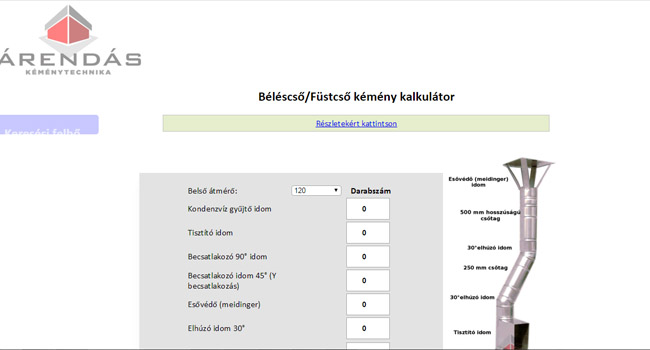 ÁRENDÁS
KÉMÉNYTECHNIKA
Béléscső/Füstcső kémény kalkulátor
Részletekért kattintson
Keresési felhő
Belső átmérő: 120 Darabszám
Kondenzvíz gyűjtő idom 0
Tisztító idom 0
Becsatlakozó 90° idom 0
Becsatlakozó idom 45° (Y
becsatlakozás) 0
Esővédő (meidinger) 0
Elhúzó idom 30° 0
Esővédő (meidinger)
idom
500 mm hosszúságú
csőtag
30°elhúzó idom
250 mm csőtag
30°elhúzó idom
Tisztító idom